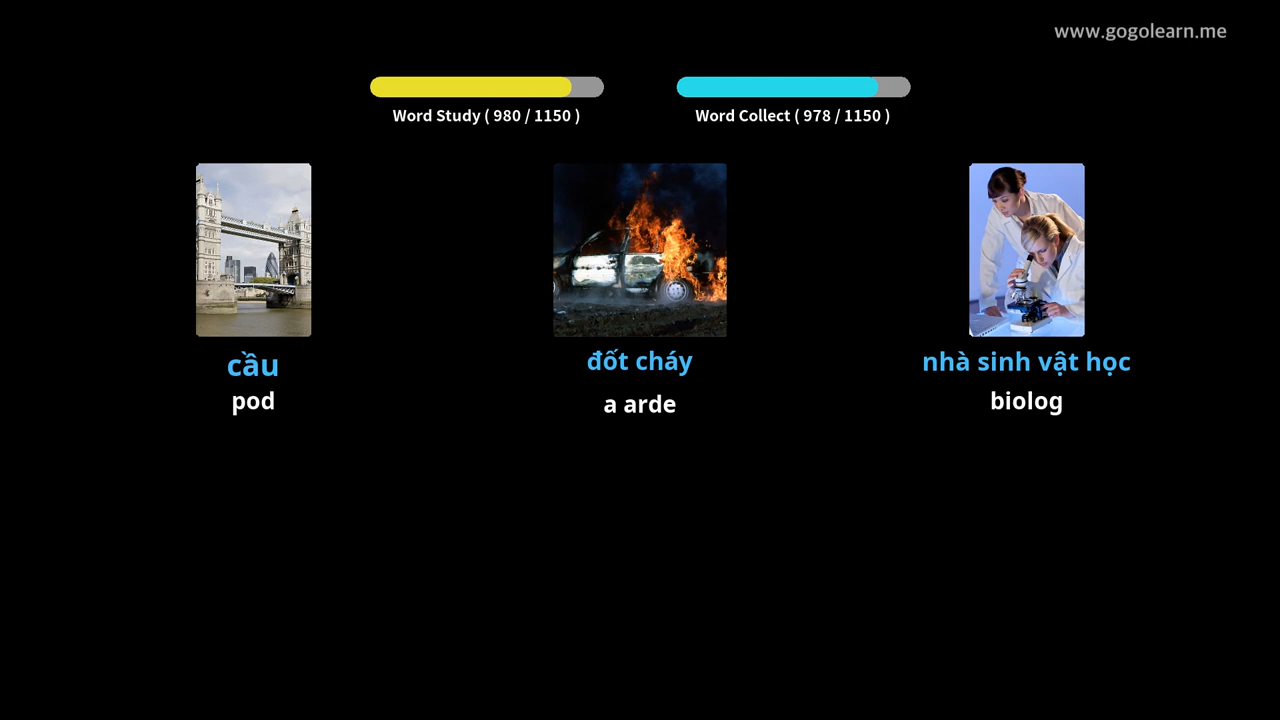 www.gogolearn.me
Word Study ( 980 / 1150 )
Word Collect ( 978 / 1150 )
cầu
pod
đốt cháy
a arde
nhà sinh vật học
biolog